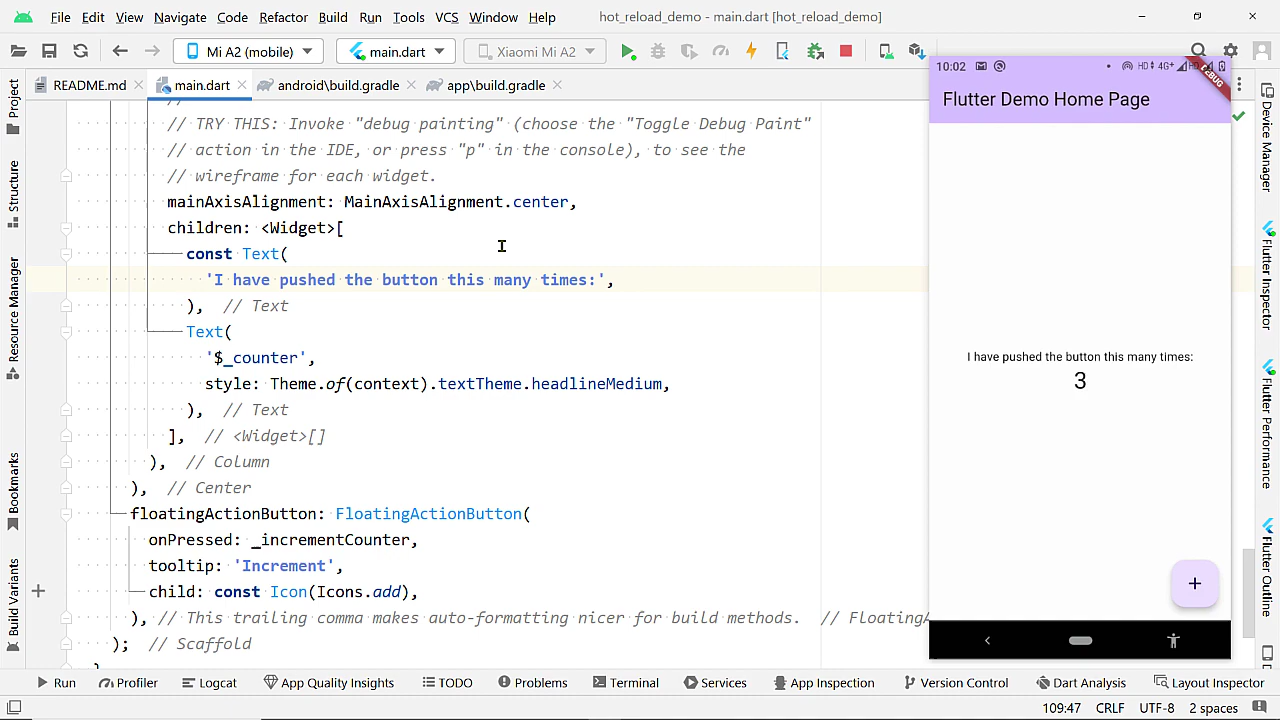 File Edit View Navigate Code Refactor Build Run Tools VCS Window Help hot_reload_demo - main.dart [hot_reload_demo]
Mi A2 (mobile) main.dart Xiaomi Mi A2
README.md main.dart android\build.gradle app\build.gradle
Project
Structure
Resource Manager
Bookmarks
Build Variants
//
// TRY THIS: Invoke "debug painting" (choose the "Toggle Debug Paint"
// action in the IDE, or press "p" in the console), to see the
// wireframe for each widget.
mainAxisAlignment: MainAxisAlignment.center,
children: <Widget>[
const Text(
'I have pushed the button this many times:',
), // Text
Text(
'$_counter',
style: Theme.of(context).textTheme.headlineMedium,
), // Text
], // <Widget>[]
), // Column
), // Center
floatingActionButton: FloatingActionButton(
onPressed: _incrementCounter,
tooltip: 'Increment',
child: const Icon(Icons.add),
), // This trailing comma makes auto-formatting nicer for build methods. // FloatingA
); // Scaffold
10:02 HD 4G+ HD
DEBUG
Flutter Demo Home Page
I have pushed the button this many times:
3
+
Device Manager
Flutter Inspector
Flutter Performance
Flutter Outline
Run Profiler Logcat App Quality Insights TODO Problems Terminal Services App Inspection Version Control Dart Analysis Layout Inspector
109:47 CRLF UTF-8 2 spaces